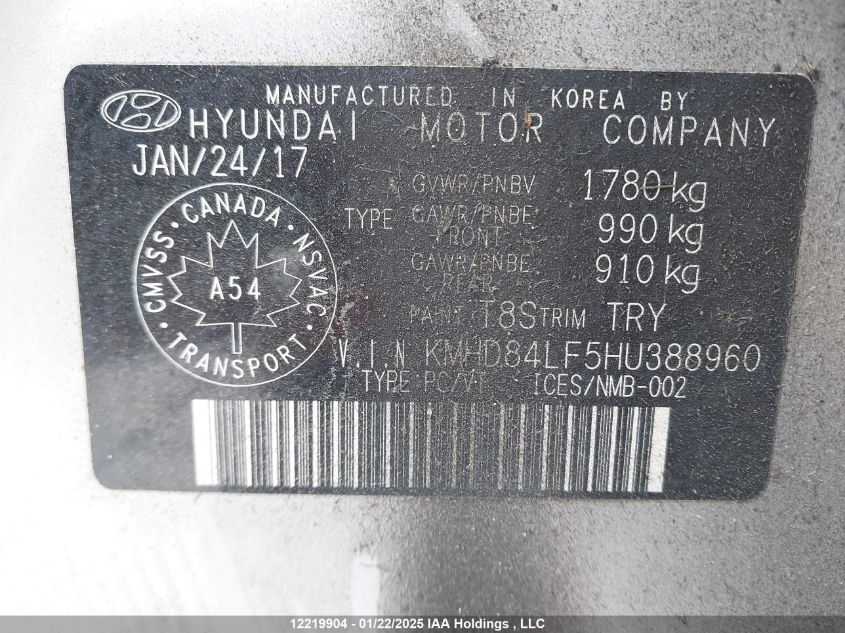 MANUFACTURED IN KOREA BY
HYUNDAI MOTOR COMPANY
JAN/24/17
GVWR/PNBV 1780 kg
TYPE GAWR/PNBE FRONT 990 kg
GAWR/PNBE REAR 910 kg
CMVSS · CANADA · NSVAC · TRANSPORT
A54
PAINT T8S TRIM TRY
V.I.N KMHD84LF5HU388960
TYPE PC/VP ICES/NMB-002
12219904 - 01/22/2025 IAA Holdings , LLC